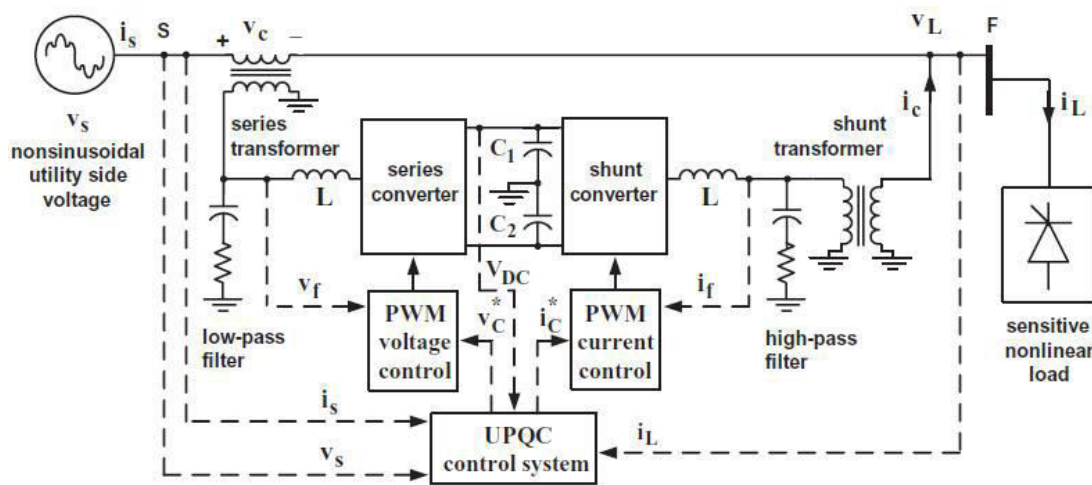 i_s
S
+ v_c −
v_L
F
v_s
nonsinusoidal
utility side
voltage
series
transformer
L
series
converter
C_1
C_2
shunt
converter
L
shunt
transformer
i_c
i_L
V_DC
v_f
PWM
voltage
control
v_C^*
i_C^*
PWM
current
control
i_f
low-pass
filter
high-pass
filter
sensitive
nonlinear
load
i_s
v_s
UPQC
control system
i_L